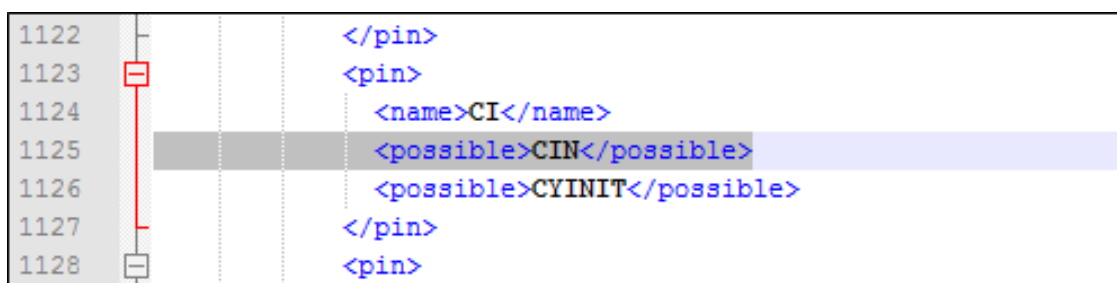 1122 </pin>
1123 <pin>
1124 <name>CI</name>
1125 <possible>CIN</possible>
1126 <possible>CYINIT</possible>
1127 </pin>
1128 <pin>